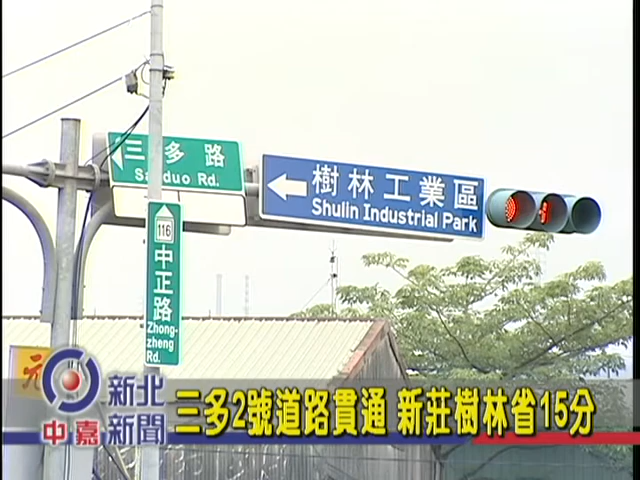 三多路
Sanduo Rd.
樹林工業區
Shulin Industrial Park
116
中正路
Zhong-
zheng
Rd.
元
新北
中嘉 新聞
三多2號道路貫通 新莊樹林省15分